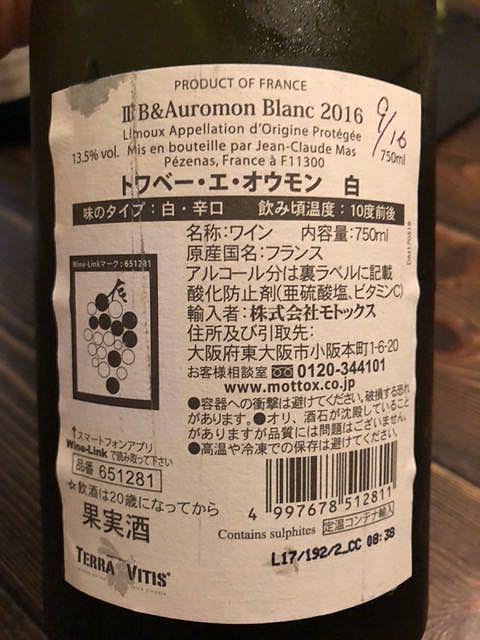 PRODUCT OF FRANCE
ⅢB&Auromon Blanc 2016
9/16
Limoux Appellation d'Origine Protégée
13.5% vol. Mis en bouteille par Jean-Claude Mas 750ml
Pézenas, France à F11300
トワベー・エ・オウモン 白
味のタイプ:白・辛口 飲み頃温度:10度前後
名称:ワイン 内容量:750ml
原産国名:フランス
アルコール分は裏ラベルに記載
酸化防止剤(亜硫酸塩、ビタミンC)
輸入者:株式会社モトックス
住所及び引取先:
大阪府東大阪市小阪本町1-6-20
お客様相談室 0120-344101
www.mottox.co.jp
●容器への衝撃は避けてください。破損する恐れ
があります。●オリ、酒石が沈殿していること
がありますが品質には問題はございません。
●高温や冷凍での保存は避けてください。
Wine-Linkマーク:651281
↑スマートフォンアプリ
Wine-Linkで読み取って下さい
品番 651281
☆飲酒は20歳になってから
果実酒
4 997678 512811
Contains sulphites 定温コンテナ輸入
L17/192/2_CC 08:38
TERRA VITIS